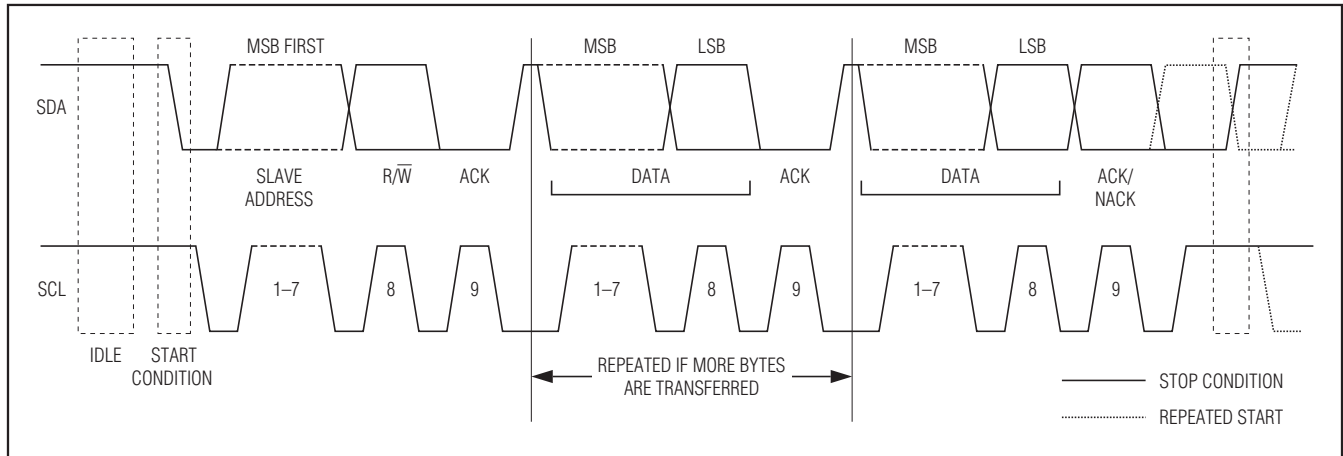 MSB FIRST
MSB LSB
MSB LSB
SDA
SLAVE
ADDRESS
R/W̅
ACK
DATA
ACK
DATA
ACK/
NACK
SCL
1–7 8 9
1–7 8 9
1–7 8 9
IDLE
START
CONDITION
REPEATED IF MORE BYTES
ARE TRANSFERRED
STOP CONDITION
REPEATED START